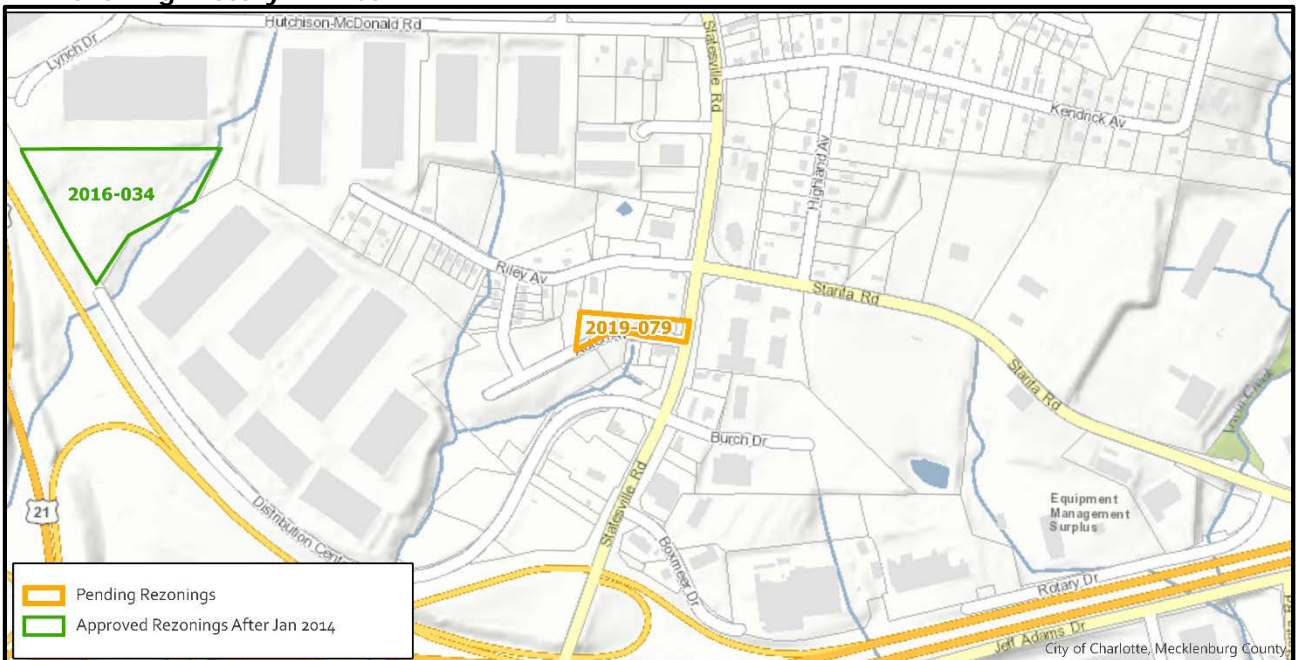 Hutchison-McDonald Rd
Lynch Dr
Statesville Rd
Kendrick Av
Highland Av
2016-034
Riley Av
Starita Rd
2019-079
Starita Rd
Burch Dr
Statesville Rd
Distribution Center
Boxmeer Dr
Equipment
Management
Surplus
21
Rotary Dr
Jeff Adams Dr
Pending Rezonings
Approved Rezonings After Jan 2014
City of Charlotte, Mecklenburg County